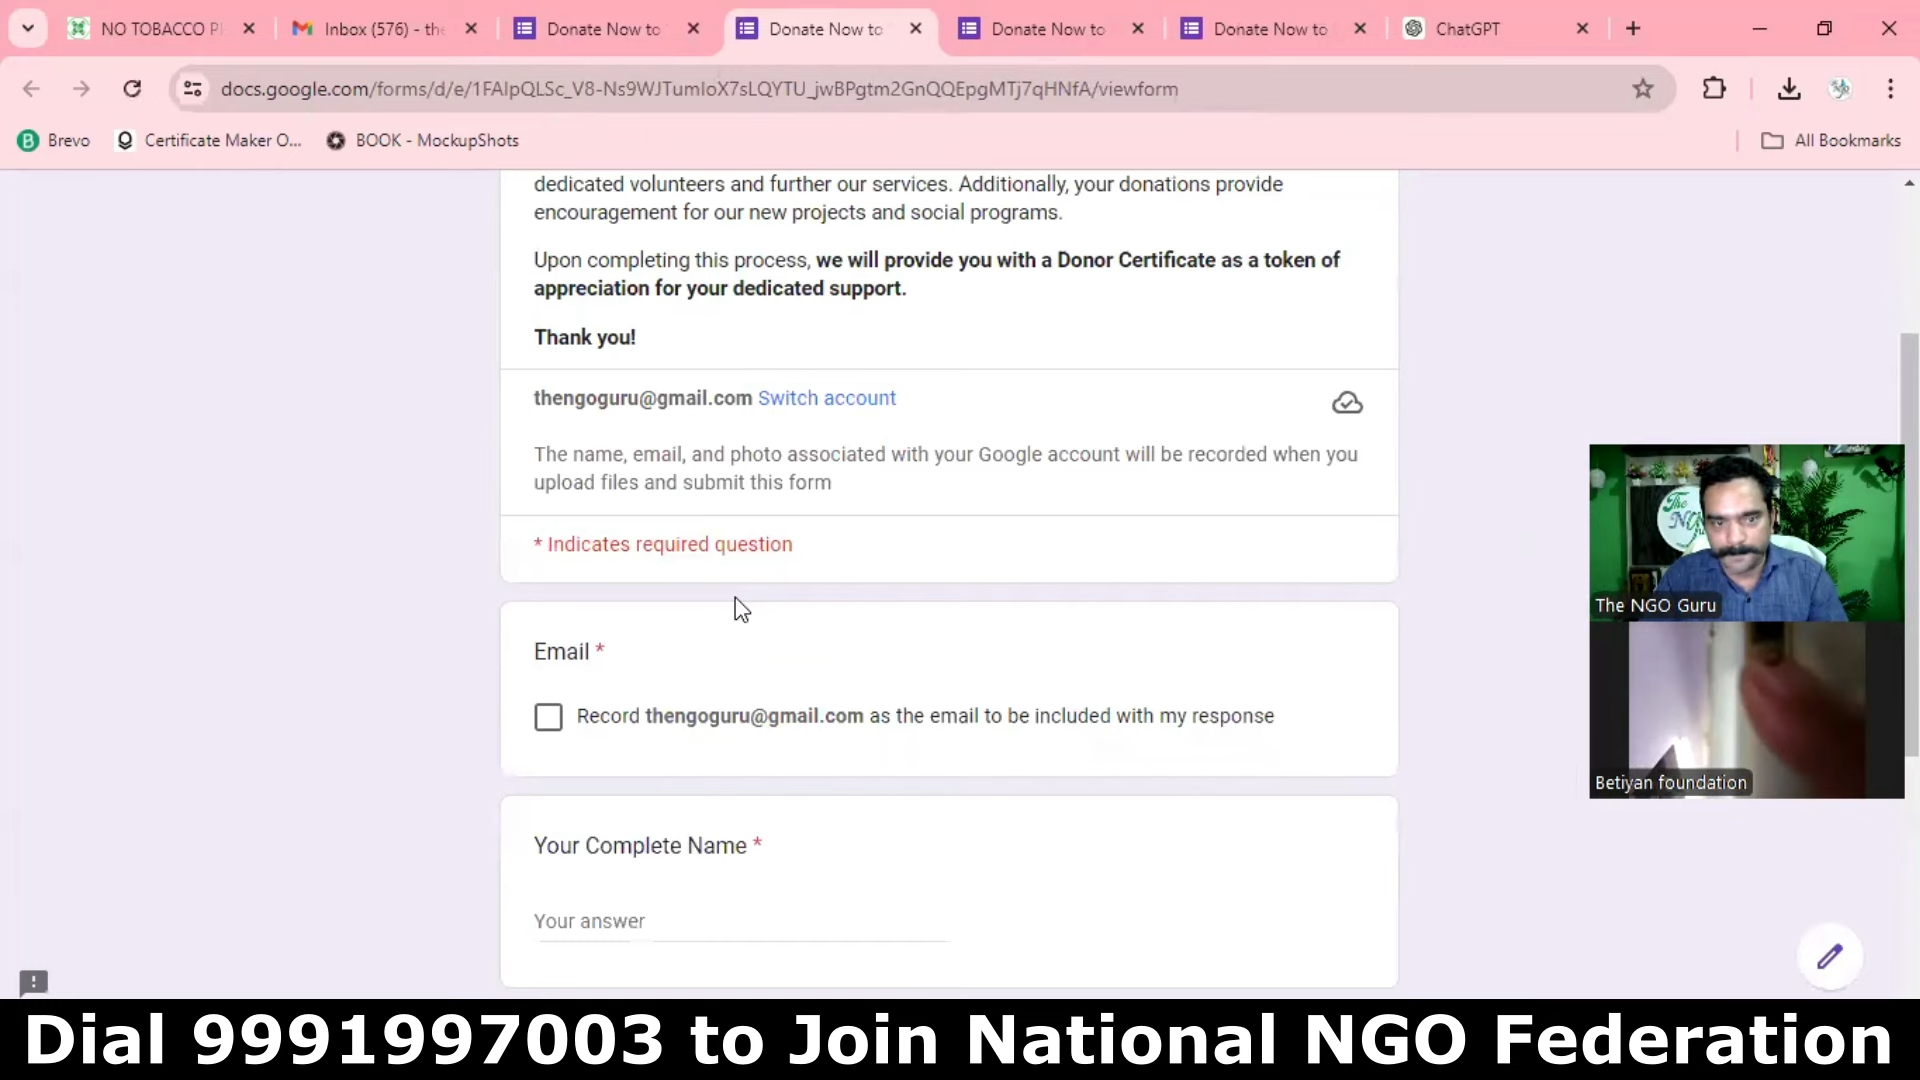 NO TOBACCO P
Inbox (576) - the
Donate Now to
Donate Now to
Donate Now to
Donate Now to
ChatGPT
docs.google.com/forms/d/e/1FAIpQLSc_V8-Ns9WJTumIoX7sLQYTU_jwBPgtm2GnQQEpgMTj7qHNfA/viewform
Brevo
Certificate Maker O...
BOOK - MockupShots
All Bookmarks
dedicated volunteers and further our services. Additionally, your donations provide
encouragement for our new projects and social programs.
Upon completing this process, we will provide you with a Donor Certificate as a token of
appreciation for your dedicated support.
Thank you!
thengoguru@gmail.com Switch account
The name, email, and photo associated with your Google account will be recorded when you
upload files and submit this form
* Indicates required question
Email *
Record thengoguru@gmail.com as the email to be included with my response
Your Complete Name *
Your answer
The NGO Guru
Betiyan foundation
Dial 9991997003 to Join National NGO Federation